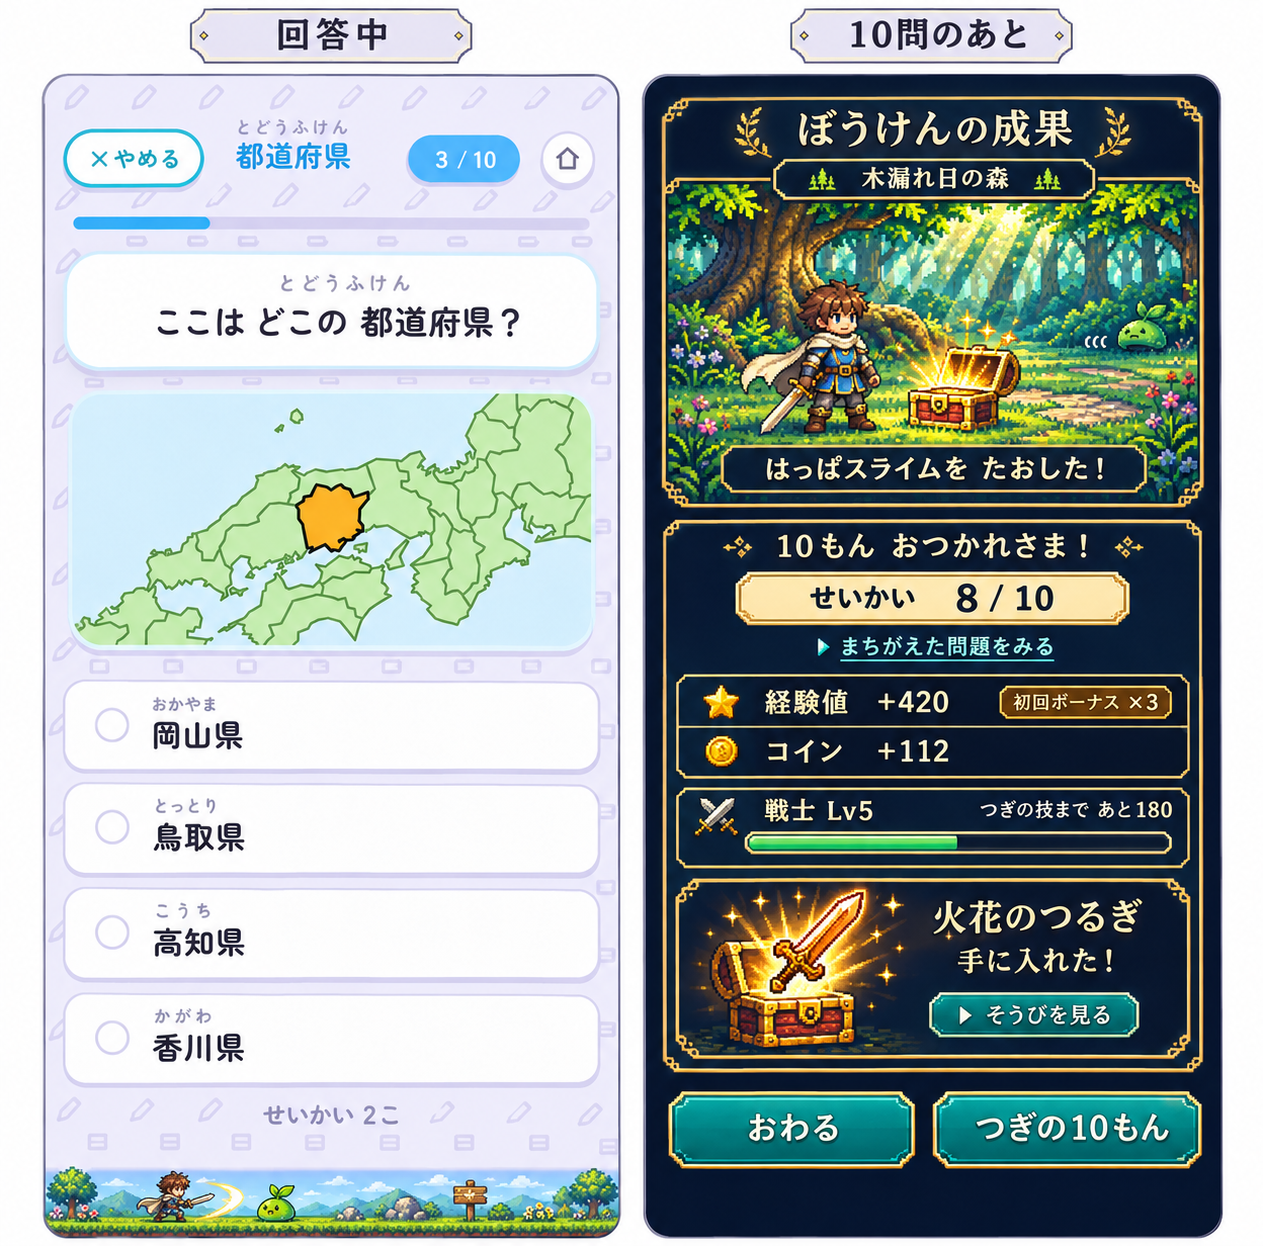 回答中
×やめる
とどうふけん
都道府県
3 / 10
とどうふけん
ここは どこの 都道府県？
おかやま
岡山県
とっとり
鳥取県
こうち
高知県
かがわ
香川県
せいかい 2こ
10問のあと
ぼうけんの成果
木漏れ日の森
はっぱスライムを たおした！
10もん おつかれさま！
せいかい 8 / 10
まちがえた問題をみる
経験値 +420 初回ボーナス ×3
コイン +112
戦士 Lv5 つぎの技まで あと180
火花のつるぎ
手に入れた！
そうびを見る
おわる
つぎの10もん